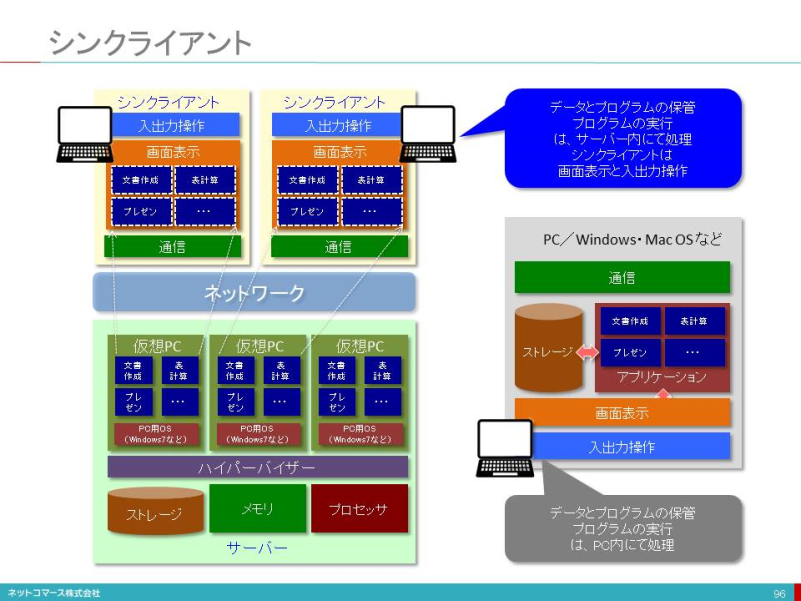 シンクライアント
シンクライアント
入出力操作
画面表示
文書作成
表計算
プレゼン
・・・
通信
シンクライアント
入出力操作
画面表示
文書作成
表計算
プレゼン
・・・
通信
ネットワーク
仮想PC
文書
作成
表
計算
プレ
ゼン
・・・
PC用OS
(Windows7など)
仮想PC
文書
作成
表
計算
プレ
ゼン
・・・
PC用OS
(Windows7など)
仮想PC
文書
作成
表
計算
プレ
ゼン
・・・
PC用OS
(Windows7など)
ハイパーバイザー
ストレージ
メモリ
プロセッサ
サーバー
データとプログラムの保管
プログラムの実行
は、サーバー内にて処理
シンクライアントは
画面表示と入出力操作
PC／Windows・Mac OSなど
通信
ストレージ
文書作成
表計算
プレゼン
・・・
アプリケーション
画面表示
入出力操作
データとプログラムの保管
プログラムの実行
は、PC内にて処理
ネットコマース株式会社
96